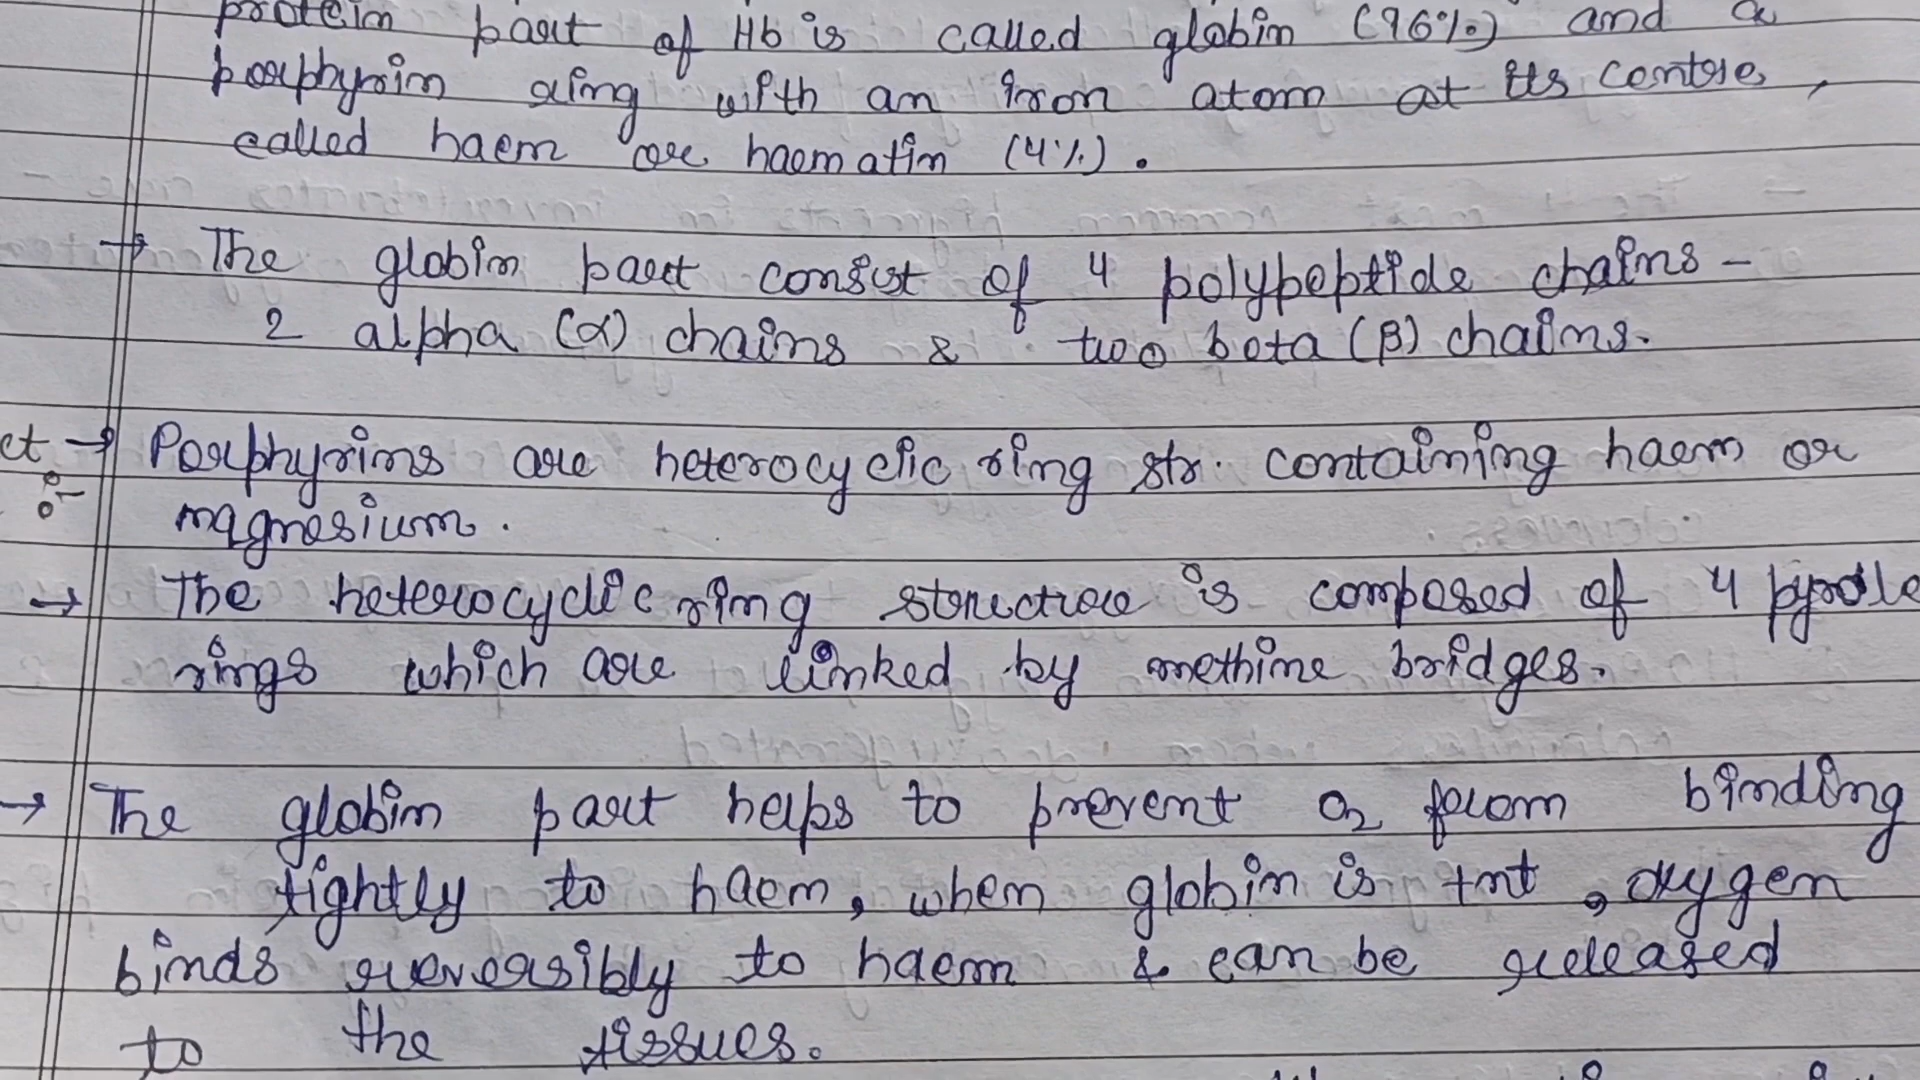 protein part of Hb is called globin (96%) and a
porphyrin ring with an iron atom at its centre,
called haem or haematin (4%).
→ The globin part consist of 4 polypeptide chains -
2 alpha (α) chains & two beta (β) chains.
ct → Porphyrins are heterocyclic ring str. containing haem or
magnesium.
→ The heterocyclic ring structure is composed of 4 pyrole
rings which are linked by methine bridges.
→ The globin part helps to prevent O2 from binding
tightly to haem, when globin is , oxygen
binds reversibly to haem & can be released
to the tissues.